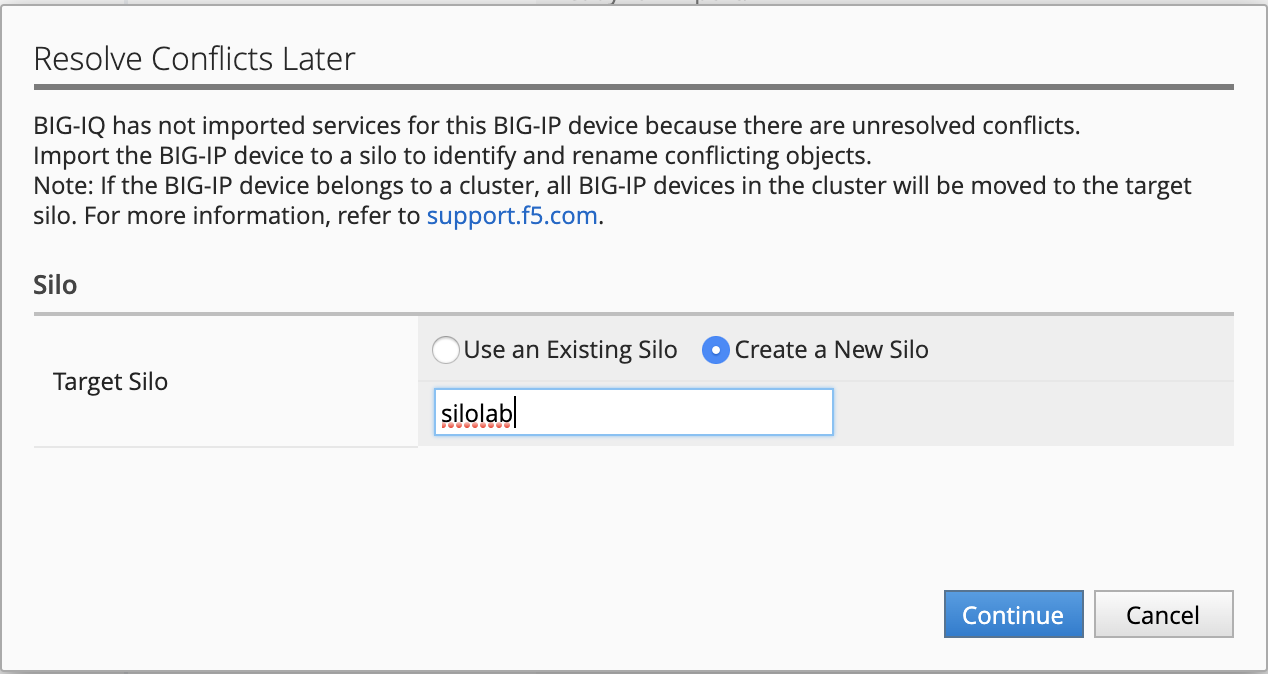 Resolve Conflicts Later
BIG-IQ has not imported services for this BIG-IP device because there are unresolved conflicts.
Import the BIG-IP device to a silo to identify and rename conflicting objects.
Note: If the BIG-IP device belongs to a cluster, all BIG-IP devices in the cluster will be moved to the target
silo. For more information, refer to support.f5.com.
Silo
Target Silo
Use an Existing Silo Create a New Silo
silolab
Continue Cancel